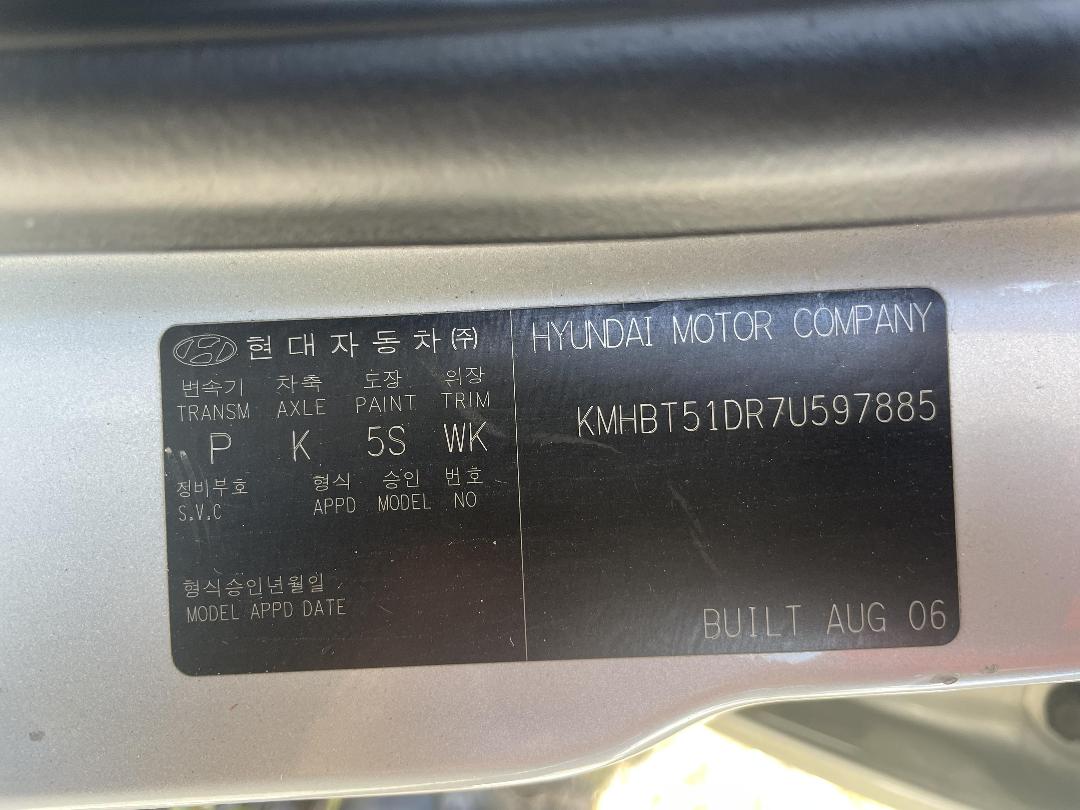 현대자동차㈜
변속기 차축 도장 위장
TRANSM AXLE PAINT TRIM
P K 5S WK
정비부호 형식 승인 번호
S.V.C APPD MODEL NO
형식승인년월일
MODEL APPD DATE
HYUNDAI MOTOR COMPANY
KMHBT51DR7U597885
BUILT AUG 06